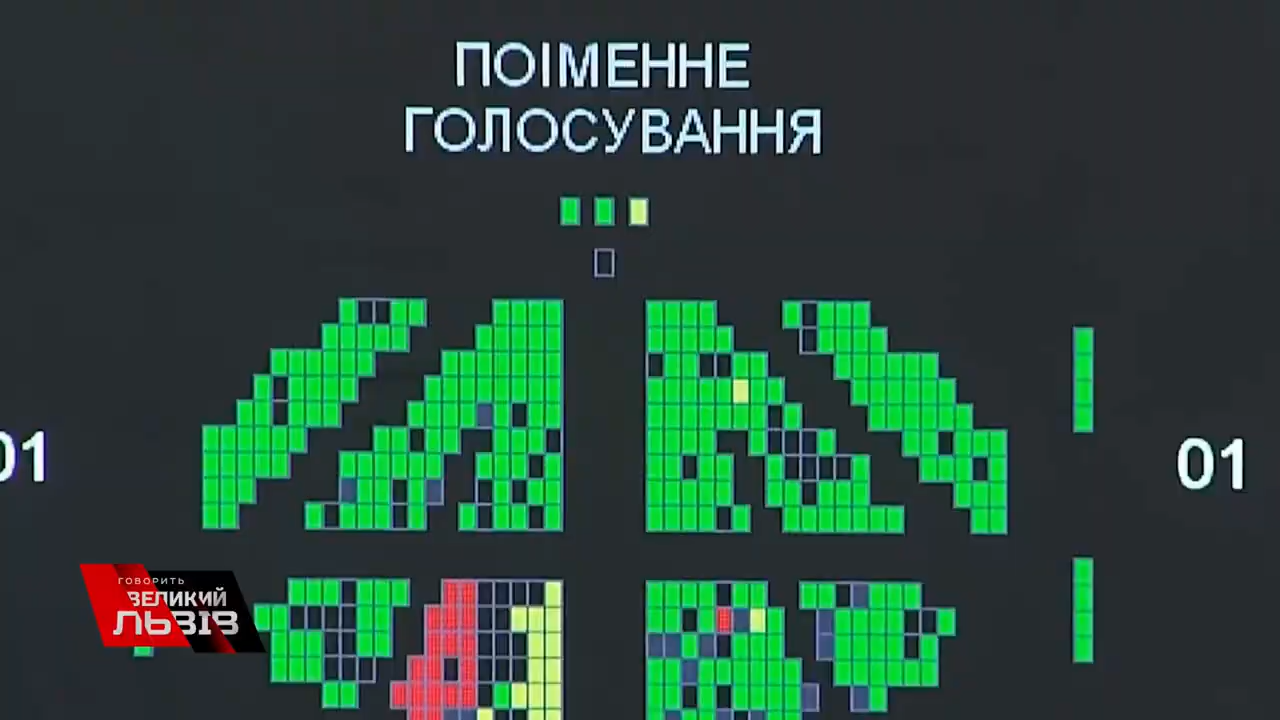 ПОІМЕННЕ
ГОЛОСУВАННЯ
01
01
ГОВОРИТЬ
ВЕЛИКИЙ
ЛЬВІВ